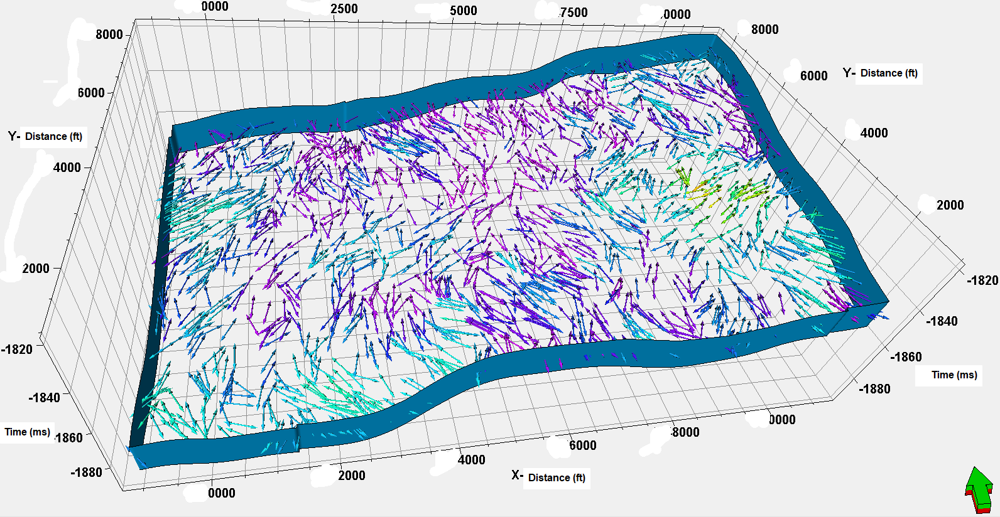 0000 2500 5000 7500 0000
8000 8000
6000 6000
Y- Distance (ft)
Y- Distance (ft)
4000 4000
2000 2000
-1820 -1820
-1840 -1840
-1860 -1860
-1880 -1880
Time (ms)
Time (ms)
0000 2000 4000 6000 8000 0000
X- Distance (ft)